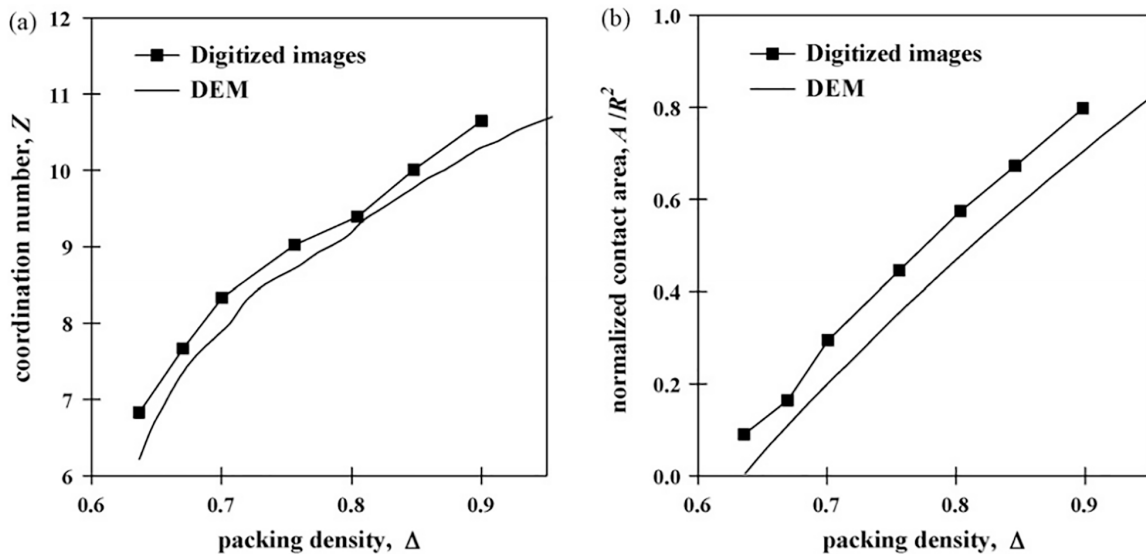 (a)
12
11
10
9
8
7
6
coordination number, Z
Digitized images
DEM
0.6
0.7
0.8
0.9
packing density, Δ
(b)
1.0
0.8
0.6
0.4
0.2
0.0
normalized contact area, A/R²
Digitized images
DEM
0.6
0.7
0.8
0.9
packing density, Δ